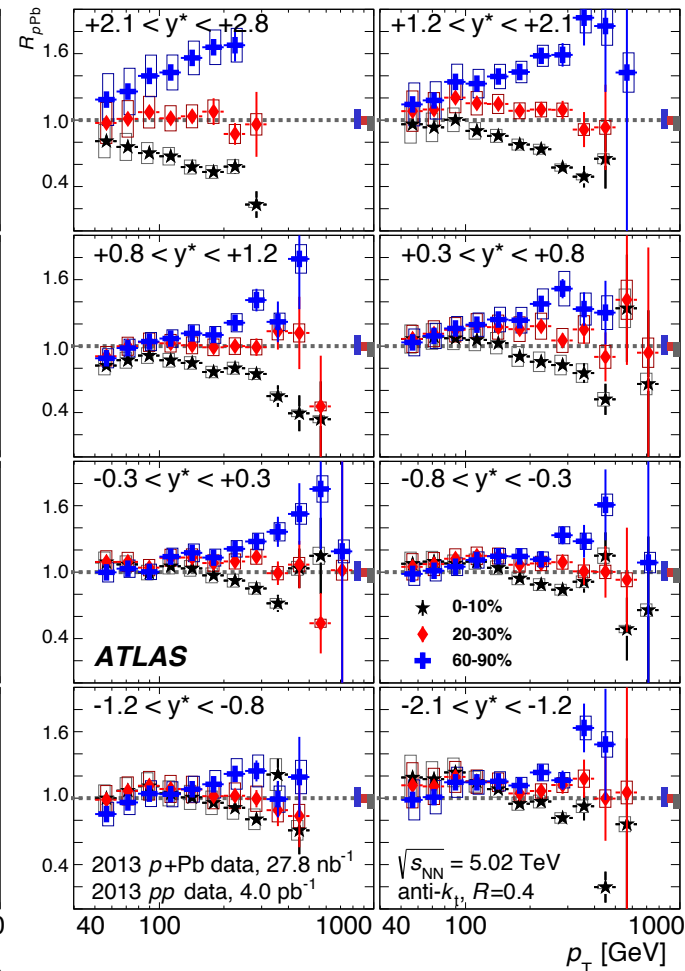 R_pPb
+2.1 < y* < +2.8
+1.2 < y* < +2.1
1.6
1.0
0.4
+0.8 < y* < +1.2
+0.3 < y* < +0.8
1.6
1.0
0.4
-0.3 < y* < +0.3
-0.8 < y* < -0.3
1.6
1.0
0-10%
20-30%
60-90%
0.4
ATLAS
-1.2 < y* < -0.8
-2.1 < y* < -1.2
1.6
1.0
0.4
2013 p+Pb data, 27.8 nb⁻¹
√s_NN = 5.02 TeV
2013 pp data, 4.0 pb⁻¹
anti-k_t, R=0.4
0
40
100
1000
40
100
1000
p_T [GeV]